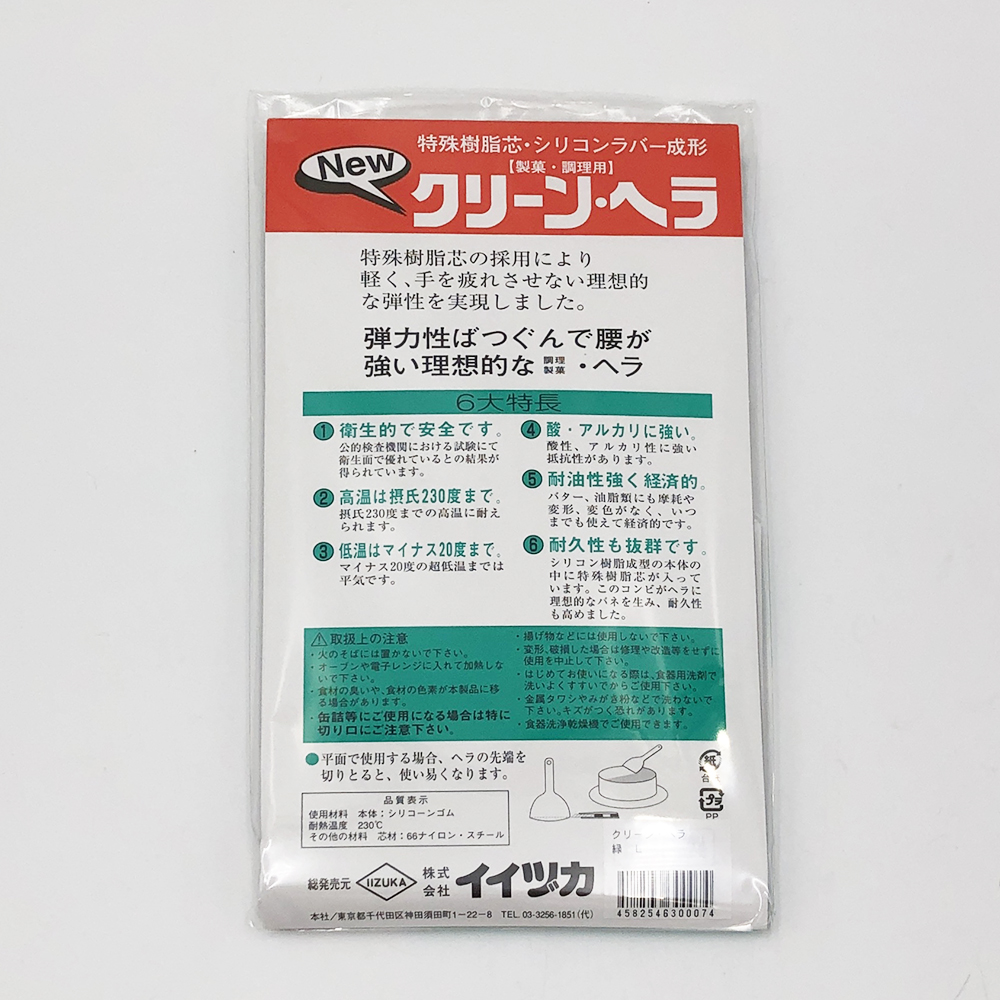 New
特殊樹脂芯・シリコンラバー成形
【製菓・調理用】
クリーン・ヘラ
特殊樹脂芯の採用により
軽く、手を疲れさせない理想的
な弾性を実現しました。
弾力性ばつぐんで腰が
強い理想的な 調理製菓・ヘラ
6大特長
① 衛生的で安全です。
公的検査機関における試験にて
衛生面で優れているとの結果が
得られています。
② 高温は摂氏230度まで。
摂氏230度までの高温に耐え
られます。
③ 低温はマイナス20度まで。
マイナス20度の超低温までは
平気です。
④ 酸・アルカリに強い。
酸性、アルカリ性に強い
抵抗性があります。
⑤ 耐油性強く経済的。
バター、油脂類にも摩耗や
変形、変色がなく、いつ
までも使えて経済的です。
⑥ 耐久性も抜群です。
シリコン樹脂成型の本体の
中に特殊樹脂芯が入って
います。このコンビがヘラに
理想的なバネを生み、耐久性
も高めました。
⚠取扱上の注意
・火のそばには置かないで下さい。
・オーブンや電子レンジに入れて加熱しな
いで下さい。
・食材の臭いや、食材の色素が本製品に移
る場合があります。
・缶詰等にご使用になる場合は特に
切り口にご注意下さい。
・揚げ物などには使用しないで下さい。
・変形、破損した場合は修理や改造等をせずに
使用を中止して下さい。
・はじめてお使いになる際は、食器用洗剤で
洗いよくすすいでからご使用下さい。
・金属タワシやみがき粉などで洗わないで
下さい。キズがつく恐れがあります。
・食器洗浄乾燥機でご使用できます。
●平面で使用する場合、ヘラの先端を
切りとると、使い易くなります。
紙
台
プラ
PP
品質表示
使用材料 本体：シリコーンゴム
耐熱温度 230℃
その他の材料 芯材：66ナイロン・スチール
クリーン ラ
緑 L
4582546300074
総発売元 IIZUKA 株式会社 イイヅカ
本社/東京都千代田区神田須田町1-22-8 TEL.03-3256-1851(代)